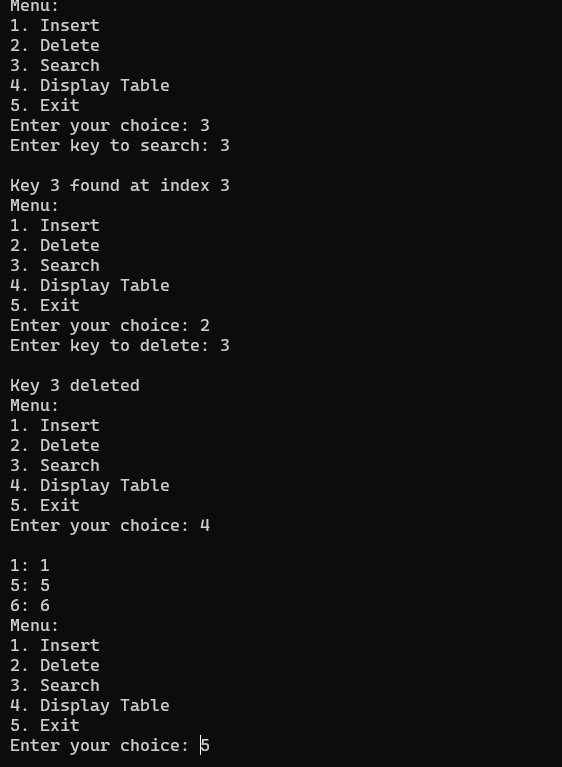 Menu:
1. Insert
2. Delete
3. Search
4. Display Table
5. Exit
Enter your choice: 3
Enter key to search: 3
Key 3 found at index 3
Menu:
1. Insert
2. Delete
3. Search
4. Display Table
5. Exit
Enter your choice: 2
Enter key to delete: 3
Key 3 deleted
Menu:
1. Insert
2. Delete
3. Search
4. Display Table
5. Exit
Enter your choice: 4
1: 1
5: 5
6: 6
Menu:
1. Insert
2. Delete
3. Search
4. Display Table
5. Exit
Enter your choice: 5